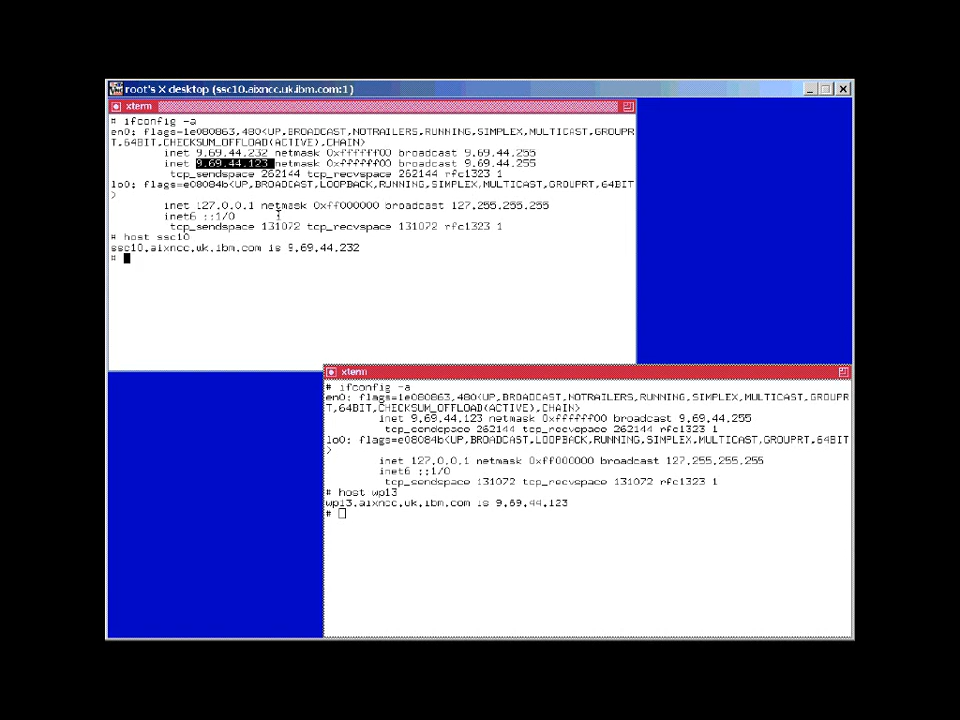 root's X desktop (ssc10.aixncc.uk.ibm.com:1)
xterm
# ifconfig -a
en0: flags=1e080863,480<UP,BROADCAST,NOTRAILERS,RUNNING,SIMPLEX,MULTICAST,GROUPR
T,64BIT,CHECKSUM_OFFLOAD(ACTIVE),CHAIN>
inet 9.69.44.232 netmask 0xffffff00 broadcast 9.69.44.255
inet 9.69.44.123 netmask 0xffffff00 broadcast 9.69.44.255
tcp_sendspace 262144 tcp_recvspace 262144 rfc1323 1
lo0: flags=e08084b<UP,BROADCAST,LOOPBACK,RUNNING,SIMPLEX,MULTICAST,GROUPRT,64BIT
>
inet 127.0.0.1 netmask 0xff000000 broadcast 127.255.255.255
inet6 ::1/0
tcp_sendspace 131072 tcp_recvspace 131072 rfc1323 1
# host ssc10
ssc10.aixncc.uk.ibm.com is 9.69.44.232
#
xterm
# ifconfig -a
en0: flags=1e080863,480<UP,BROADCAST,NOTRAILERS,RUNNING,SIMPLEX,MULTICAST,GROUPR
T,64BIT,CHECKSUM_OFFLOAD(ACTIVE),CHAIN>
inet 9.69.44.123 netmask 0xffffff00 broadcast 9.69.44.255
tcp_sendspace 262144 tcp_recvspace 262144 rfc1323 1
lo0: flags=e08084b<UP,BROADCAST,LOOPBACK,RUNNING,SIMPLEX,MULTICAST,GROUPRT,64BIT
>
inet 127.0.0.1 netmask 0xff000000 broadcast 127.255.255.255
inet6 ::1/0
tcp_sendspace 131072 tcp_recvspace 131072 rfc1323 1
# host wp13
wp13.aixncc.uk.ibm.com is 9.69.44.123
#